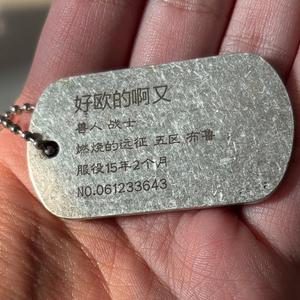 好欧的啊又
兽人 战士
燃烧的远征 五区 布鲁
服役15年2个月
NO.061233643